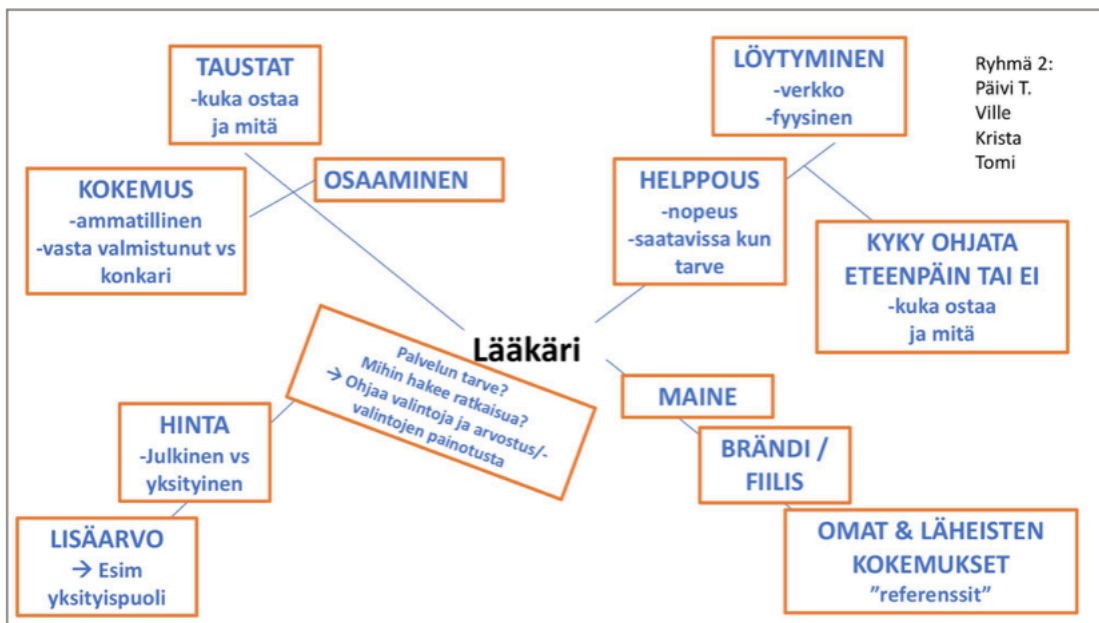 TAUSTAT
-kuka ostaa
ja mitä
LÖYTYMINEN
-verkko
-fyysinen
Ryhmä 2:
Päivi T.
Ville
Krista
Tomi
KOKEMUS
-ammatillinen
-vasta valmistunut vs
konkari
OSAAMINEN
HELPPOUS
-nopeus
-saatavissa kun
tarve
KYKY OHJATA
ETEENPÄIN TAI EI
-kuka ostaa
ja mitä
Lääkäri
Palvelun tarve?
Mihin hakee ratkaisua?
→ Ohjaa valintoja ja arvostus/-
valintojen painotusta
MAINE
HINTA
-Julkinen vs
yksityinen
BRÄNDI /
FIILIS
LISÄARVO
→ Esim
yksityispuoli
OMAT & LÄHEISTEN
KOKEMUKSET
”referenssit”